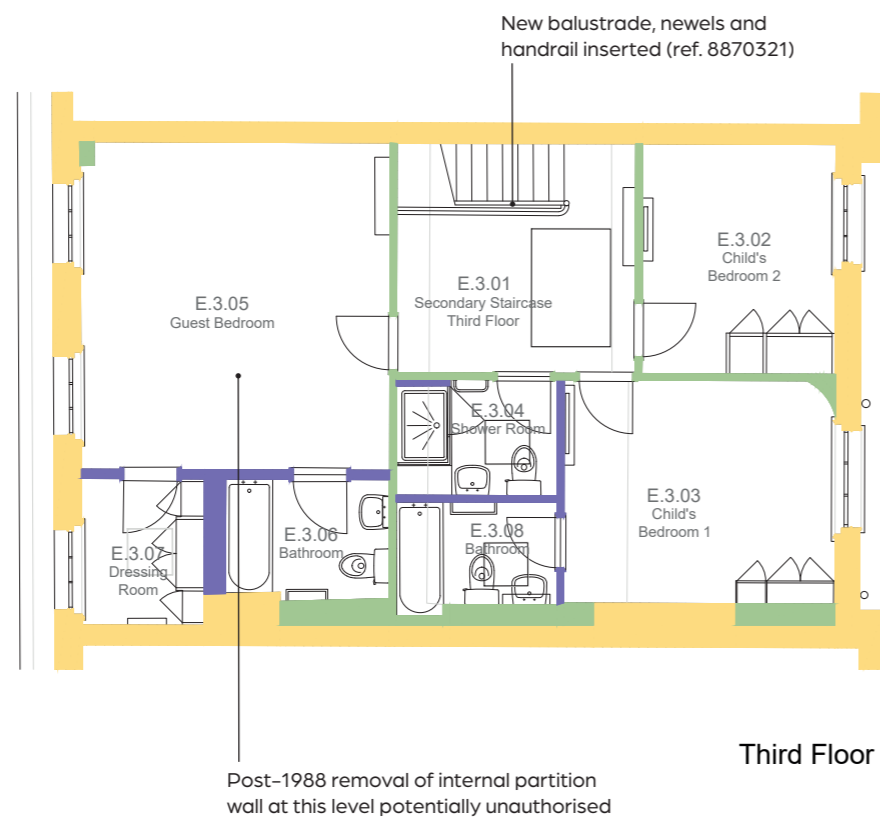 New balustrade, newels and
handrail inserted (ref. 8870321)
E.3.05
Guest Bedroom
E.3.01
Secondary Staircase
Third Floor
E.3.02
Child's
Bedroom 2
E.3.04
Shower Room
E.3.03
Child's
Bedroom 1
E.3.07
Dressing
Room
E.3.06
Bathroom
E.3.08
Bathroom
Third Floor
Post-1988 removal of internal partition
wall at this level potentially unauthorised